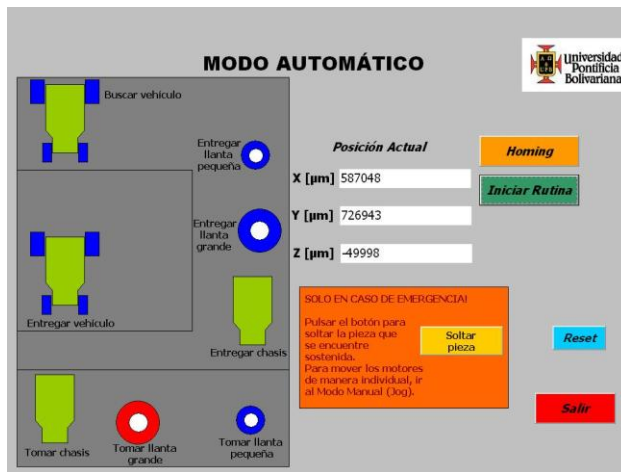 MODO AUTOMÁTICO
Universidad
Pontificia
Bolivariana
Buscar vehículo
Entregar
llanta
pequeña
Posición Actual
Homing
X [µm] 587048
Iniciar Rutina
Entregar
llanta
grande
Y [µm] 726943
Z [µm] -49998
Entregar vehículo
Entregar chasis
SOLO EN CASO DE EMERGENCIA!
Pulsar el botón para
soltar la pieza que
se encuentre
sostenida.
Para mover los motores
de manera individual, ir
al Modo Manual (Jog).
Soltar
pieza
Reset
Salir
Tomar chasis
Tomar llanta
grande
Tomar llanta
pequeña